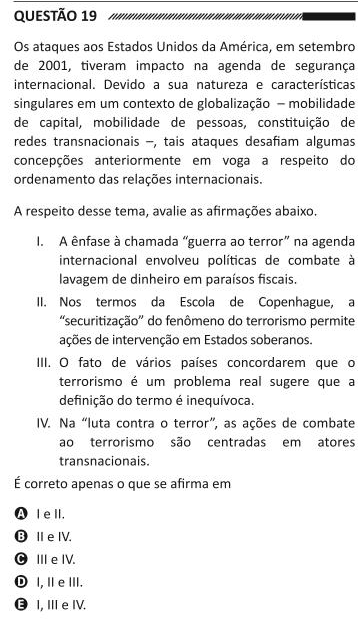 QUESTÃO 19
Os ataques aos Estados Unidos da América, em setembro
de 2001, tiveram impacto na agenda de segurança
internacional. Devido a sua natureza e características
singulares em um contexto de globalização – mobilidade
de capital, mobilidade de pessoas, constituição de
redes transnacionais –, tais ataques desafiam algumas
concepções anteriormente em voga a respeito do
ordenamento das relações internacionais.
A respeito desse tema, avalie as afirmações abaixo.
I. A ênfase à chamada “guerra ao terror” na agenda
internacional envolveu políticas de combate à
lavagem de dinheiro em paraísos fiscais.
II. Nos termos da Escola de Copenhague, a
“securitização” do fenômeno do terrorismo permite
ações de intervenção em Estados soberanos.
III. O fato de vários países concordarem que o
terrorismo é um problema real sugere que a
definição do termo é inequívoca.
IV. Na “luta contra o terror”, as ações de combate
ao terrorismo são centradas em atores
transnacionais.
É correto apenas o que se afirma em
A I e II.
B II e IV.
C III e IV.
D I, II e III.
E I, III e IV.